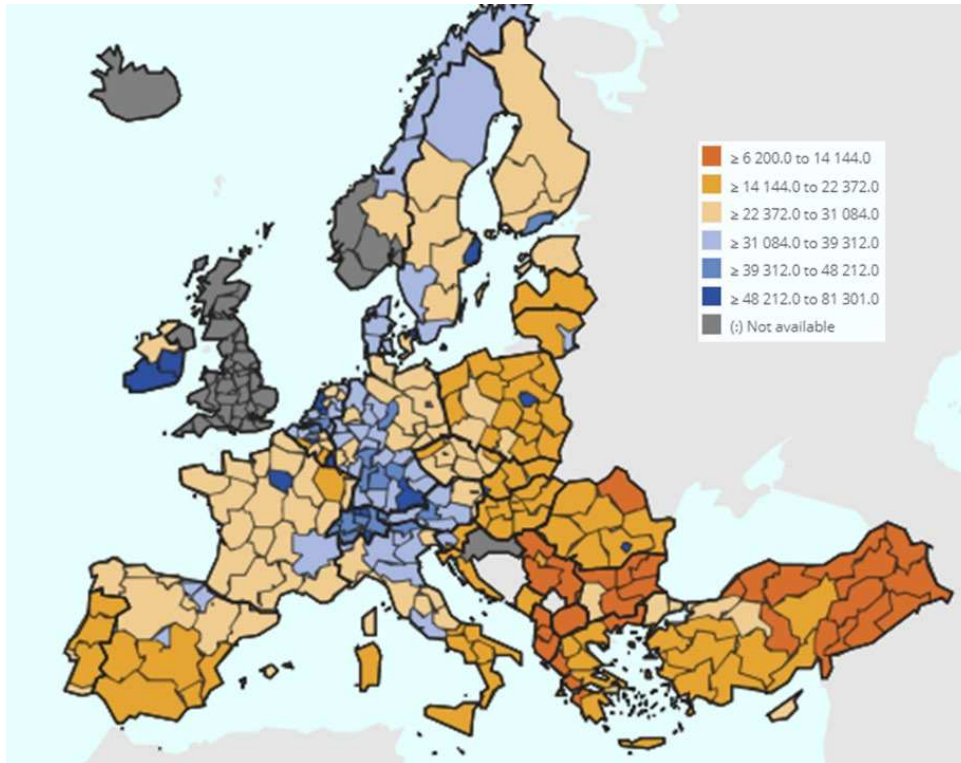 ≥ 6 200.0 to 14 144.0
≥ 14 144.0 to 22 372.0
≥ 22 372.0 to 31 084.0
≥ 31 084.0 to 39 312.0
≥ 39 312.0 to 48 212.0
≥ 48 212.0 to 81 301.0
(:) Not available